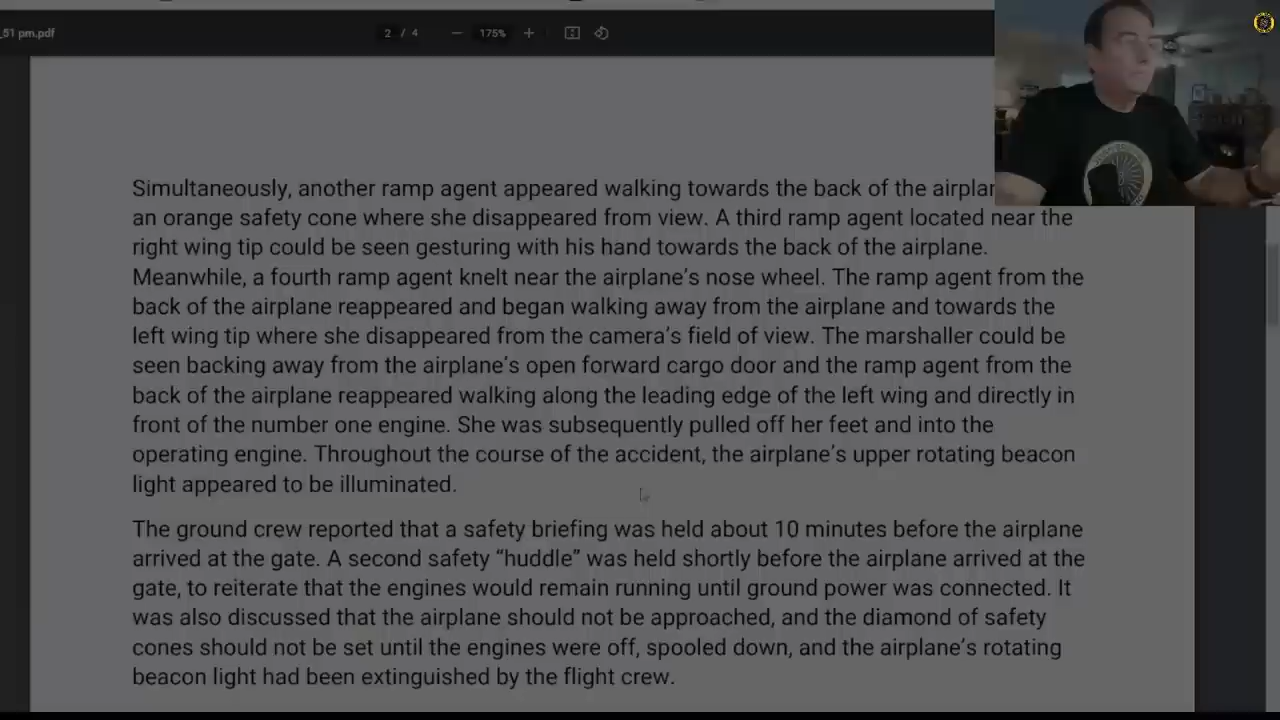 _51 pm.pdf
2 / 4
175%
Simultaneously, another ramp agent appeared walking towards the back of the
an orange safety cone where she disappeared from view. A third ramp agent located near the
right wing tip could be seen gesturing with his hand towards the back of the airplane.
Meanwhile, a fourth ramp agent knelt near the airplane's nose wheel. The ramp agent from the
back of the airplane reappeared and began walking away from the airplane and towards the
left wing tip where she disappeared from the camera's field of view. The marshaller could be
seen backing away from the airplane's open forward cargo door and the ramp agent from the
back of the airplane reappeared walking along the leading edge of the left wing and directly in
front of the number one engine. She was subsequently pulled off her feet and into the
operating engine. Throughout the course of the accident, the airplane's upper rotating beacon
light appeared to be illuminated.
The ground crew reported that a safety briefing was held about 10 minutes before the airplane
arrived at the gate. A second safety "huddle" was held shortly before the airplane arrived at the
gate, to reiterate that the engines would remain running until ground power was connected. It
was also discussed that the airplane should not be approached, and the diamond of safety
cones should not be set until the engines were off, spooled down, and the airplane's rotating
beacon light had been extinguished by the flight crew.